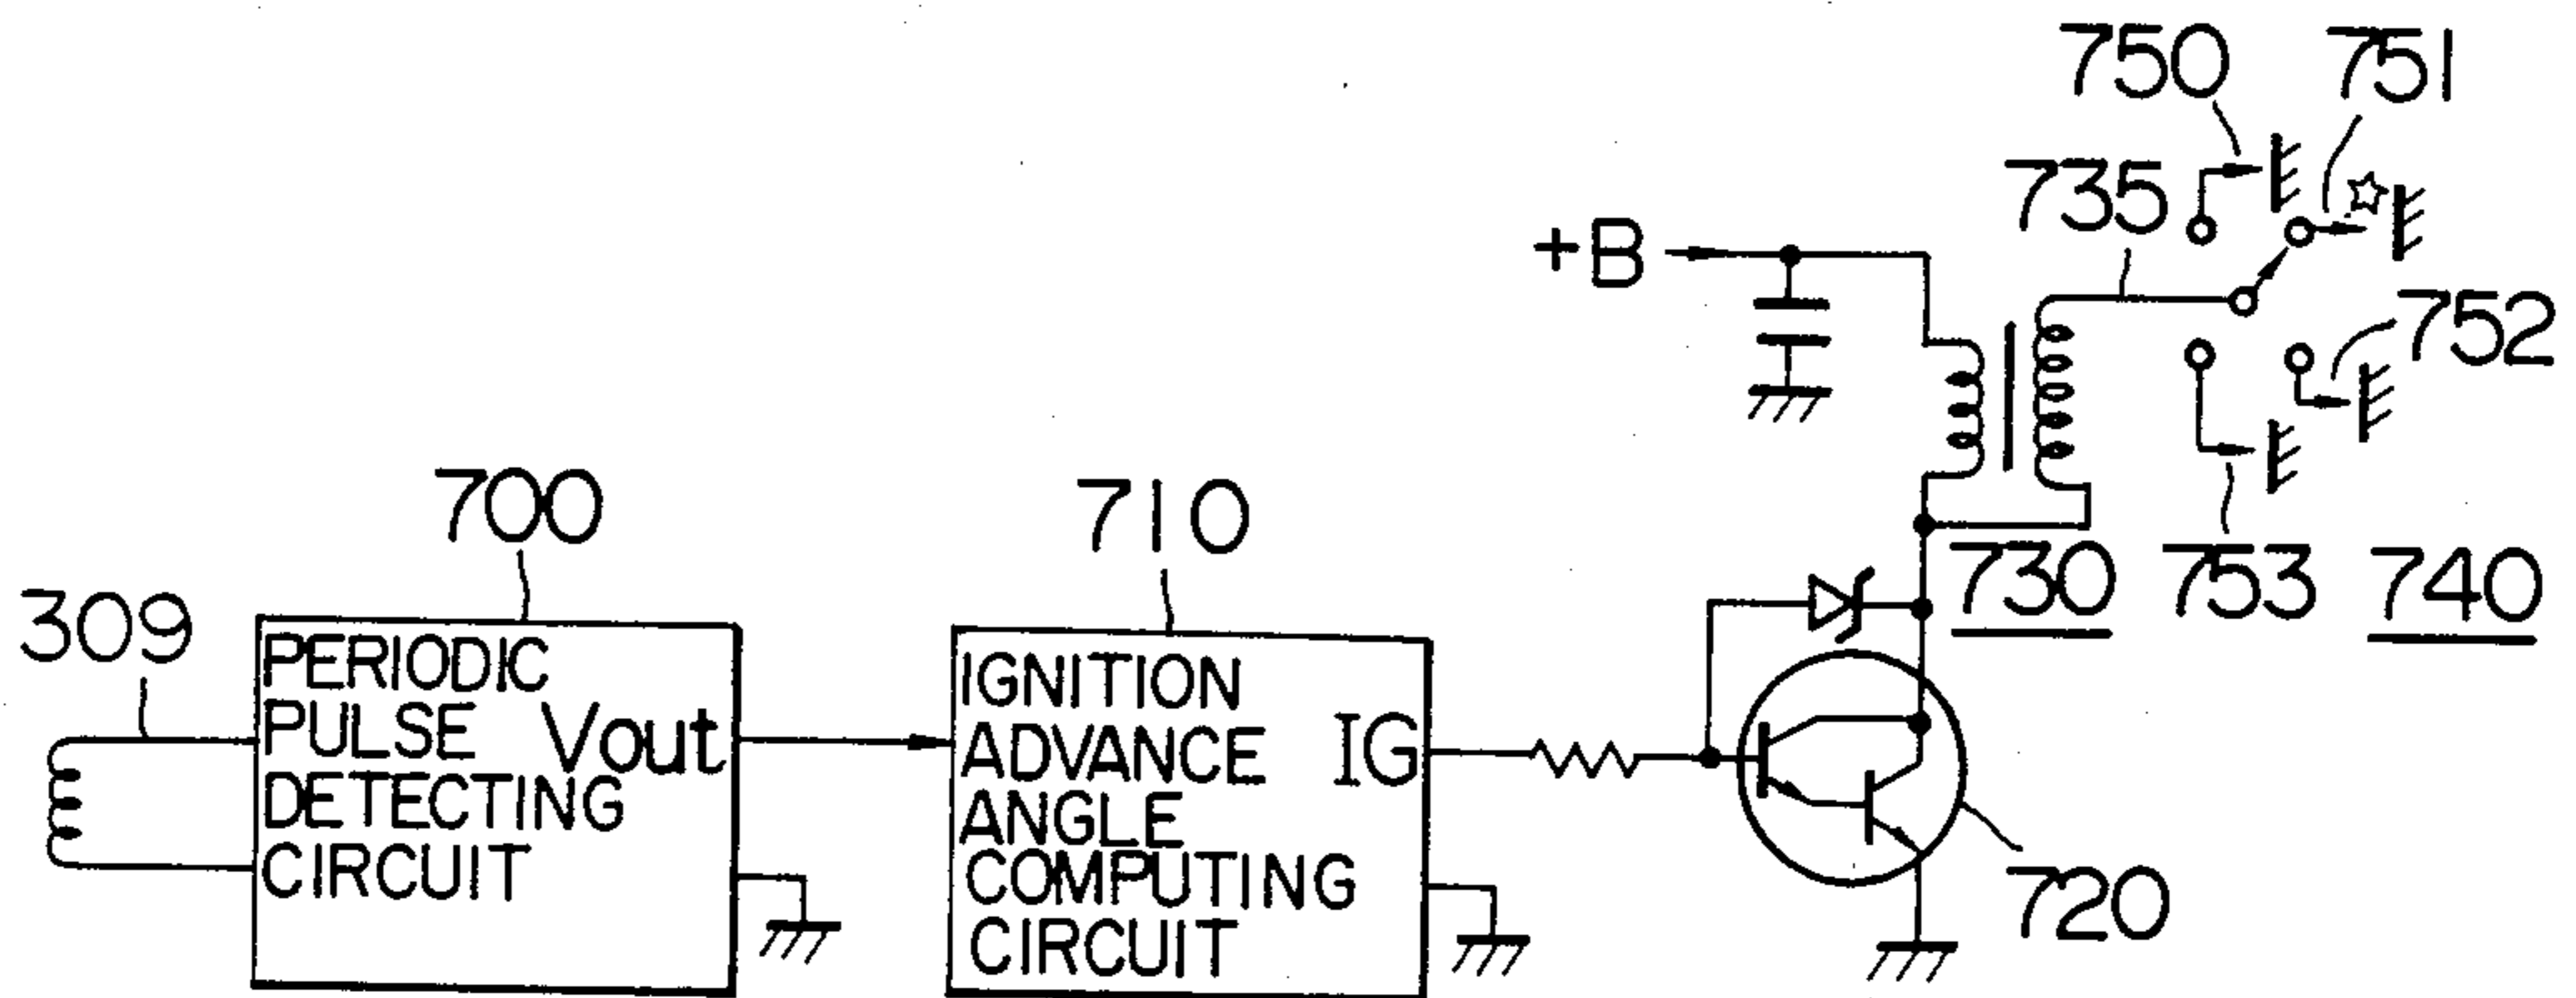 750 751
735
+B
752
700
710
730 753 740
309
PERIODIC
PULSE Vout
DETECTING
CIRCUIT
IGNITION
ADVANCE IG
ANGLE
COMPUTING
CIRCUIT
720